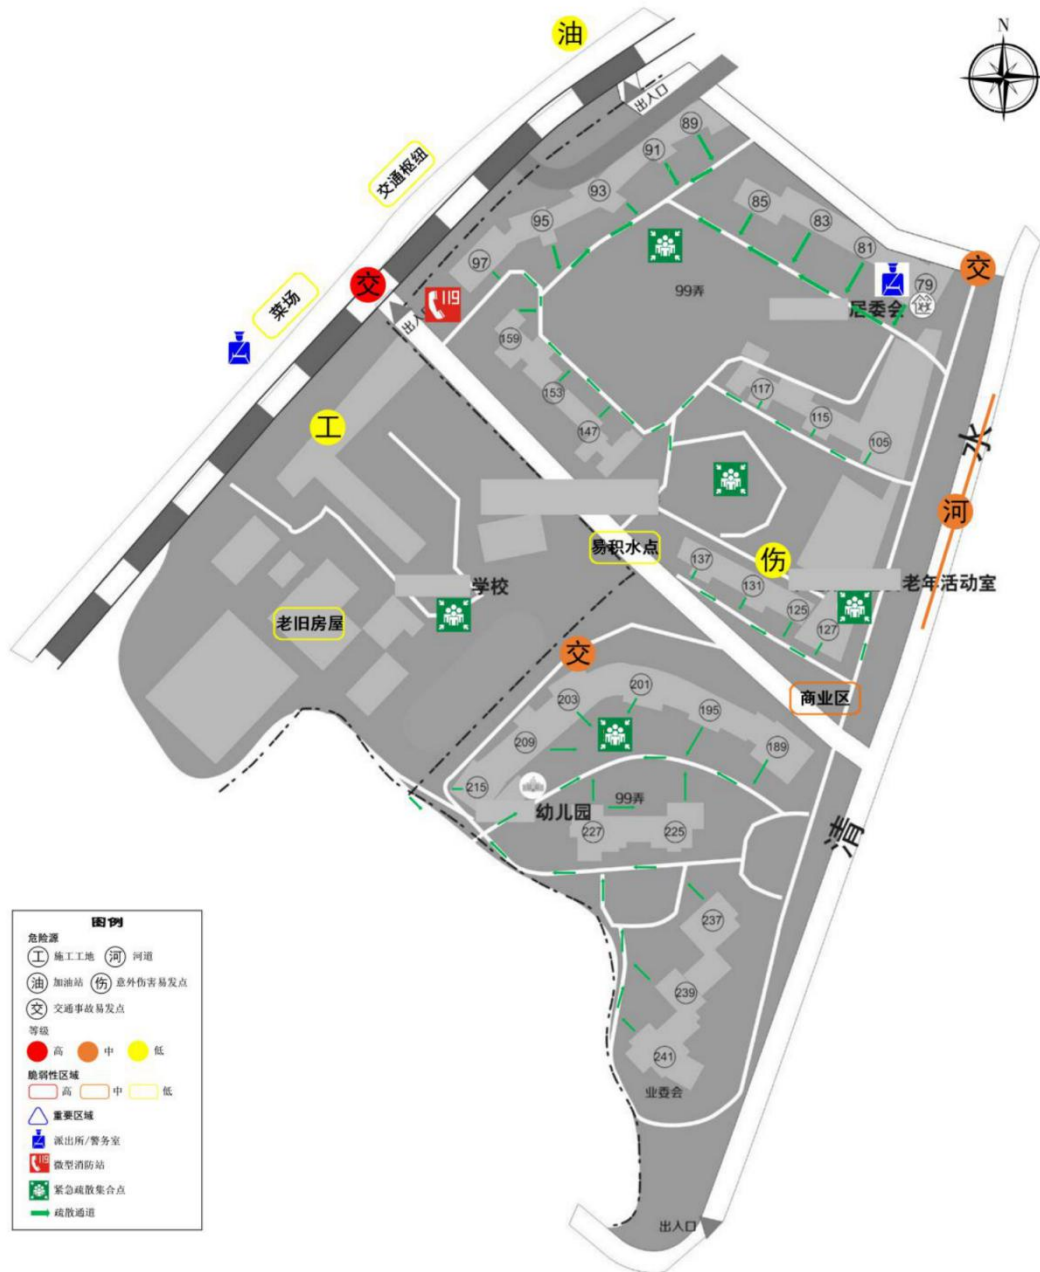 N
油
出入口
交通枢纽
89
91
93
95
97
85
83
81
79
交
交
菜场
出入口
119
99弄
居委会
159
153
147
117
115
105
工
水
河
易积水点
伤
137
131
125
127
老年活动室
学校
老旧房屋
交
商业区
203
201
195
189
209
215
幼儿园
99弄
227
225
清
237
239
241
业委会
出入口
图例
危险源
工 施工工地 河 河道
油 加油站 伤 意外伤害易发点
交 交通事故易发点
等级
高 中 低
脆弱性区域
高 中 低
重要区域
派出所/警务室
119 微型消防站
紧急疏散集合点
疏散通道